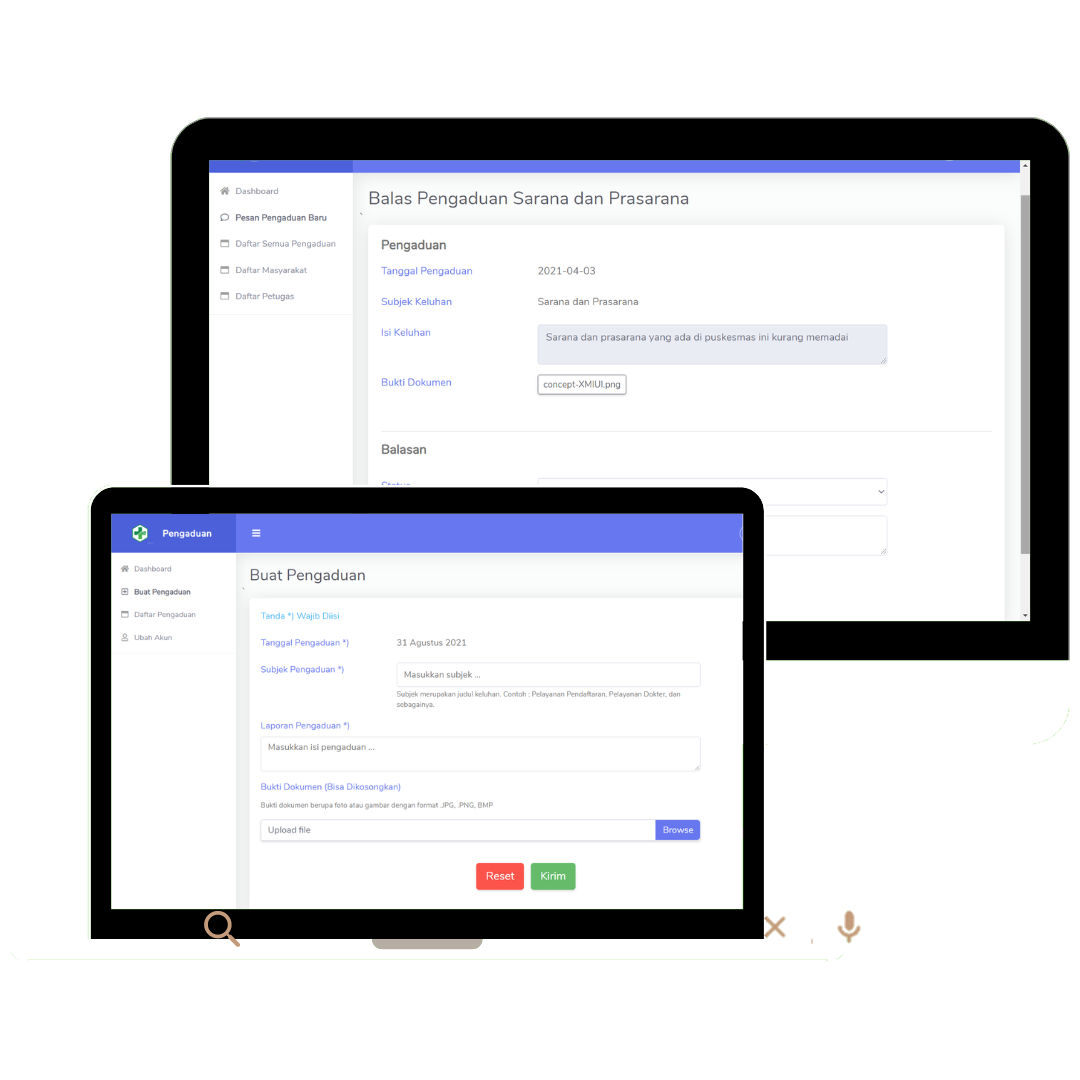 Dashboard
Pesan Pengaduan Baru
Daftar Semua Pengaduan
Daftar Masyarakat
Daftar Petugas
Balas Pengaduan Sarana dan Prasarana
Pengaduan
Tanggal Pengaduan 2021-04-03
Subjek Keluhan Sarana dan Prasarana
Isi Keluhan Sarana dan prasarana yang ada di puskesmas ini kurang memadai
Bukti Dokumen concept-XMIUI.png
Balasan
Status
Pengaduan
Dashboard
Buat Pengaduan
Daftar Pengaduan
Ubah Akun
Buat Pengaduan
Tanda *) Wajib Diisi
Tanggal Pengaduan *) 31 Agustus 2021
Subjek Pengaduan *) Masukkan subjek ...
Subjek merupakan judul keluhan. Contoh : Pelayanan Pendaftaran, Pelayanan Dokter, dan
sebagainya.
Laporan Pengaduan *)
Masukkan isi pengaduan ...
Bukti Dokumen (Bisa Dikosongkan)
Bukti dokumen berupa foto atau gambar dengan format .JPG, .PNG, BMP
Upload file Browse
Reset Kirim